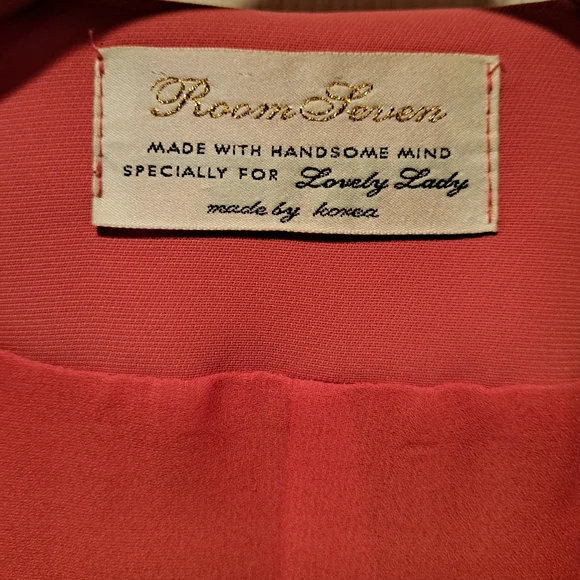 Room Seven
MADE WITH HANDSOME MIND
SPECIALLY FOR Lovely Lady
made by korea